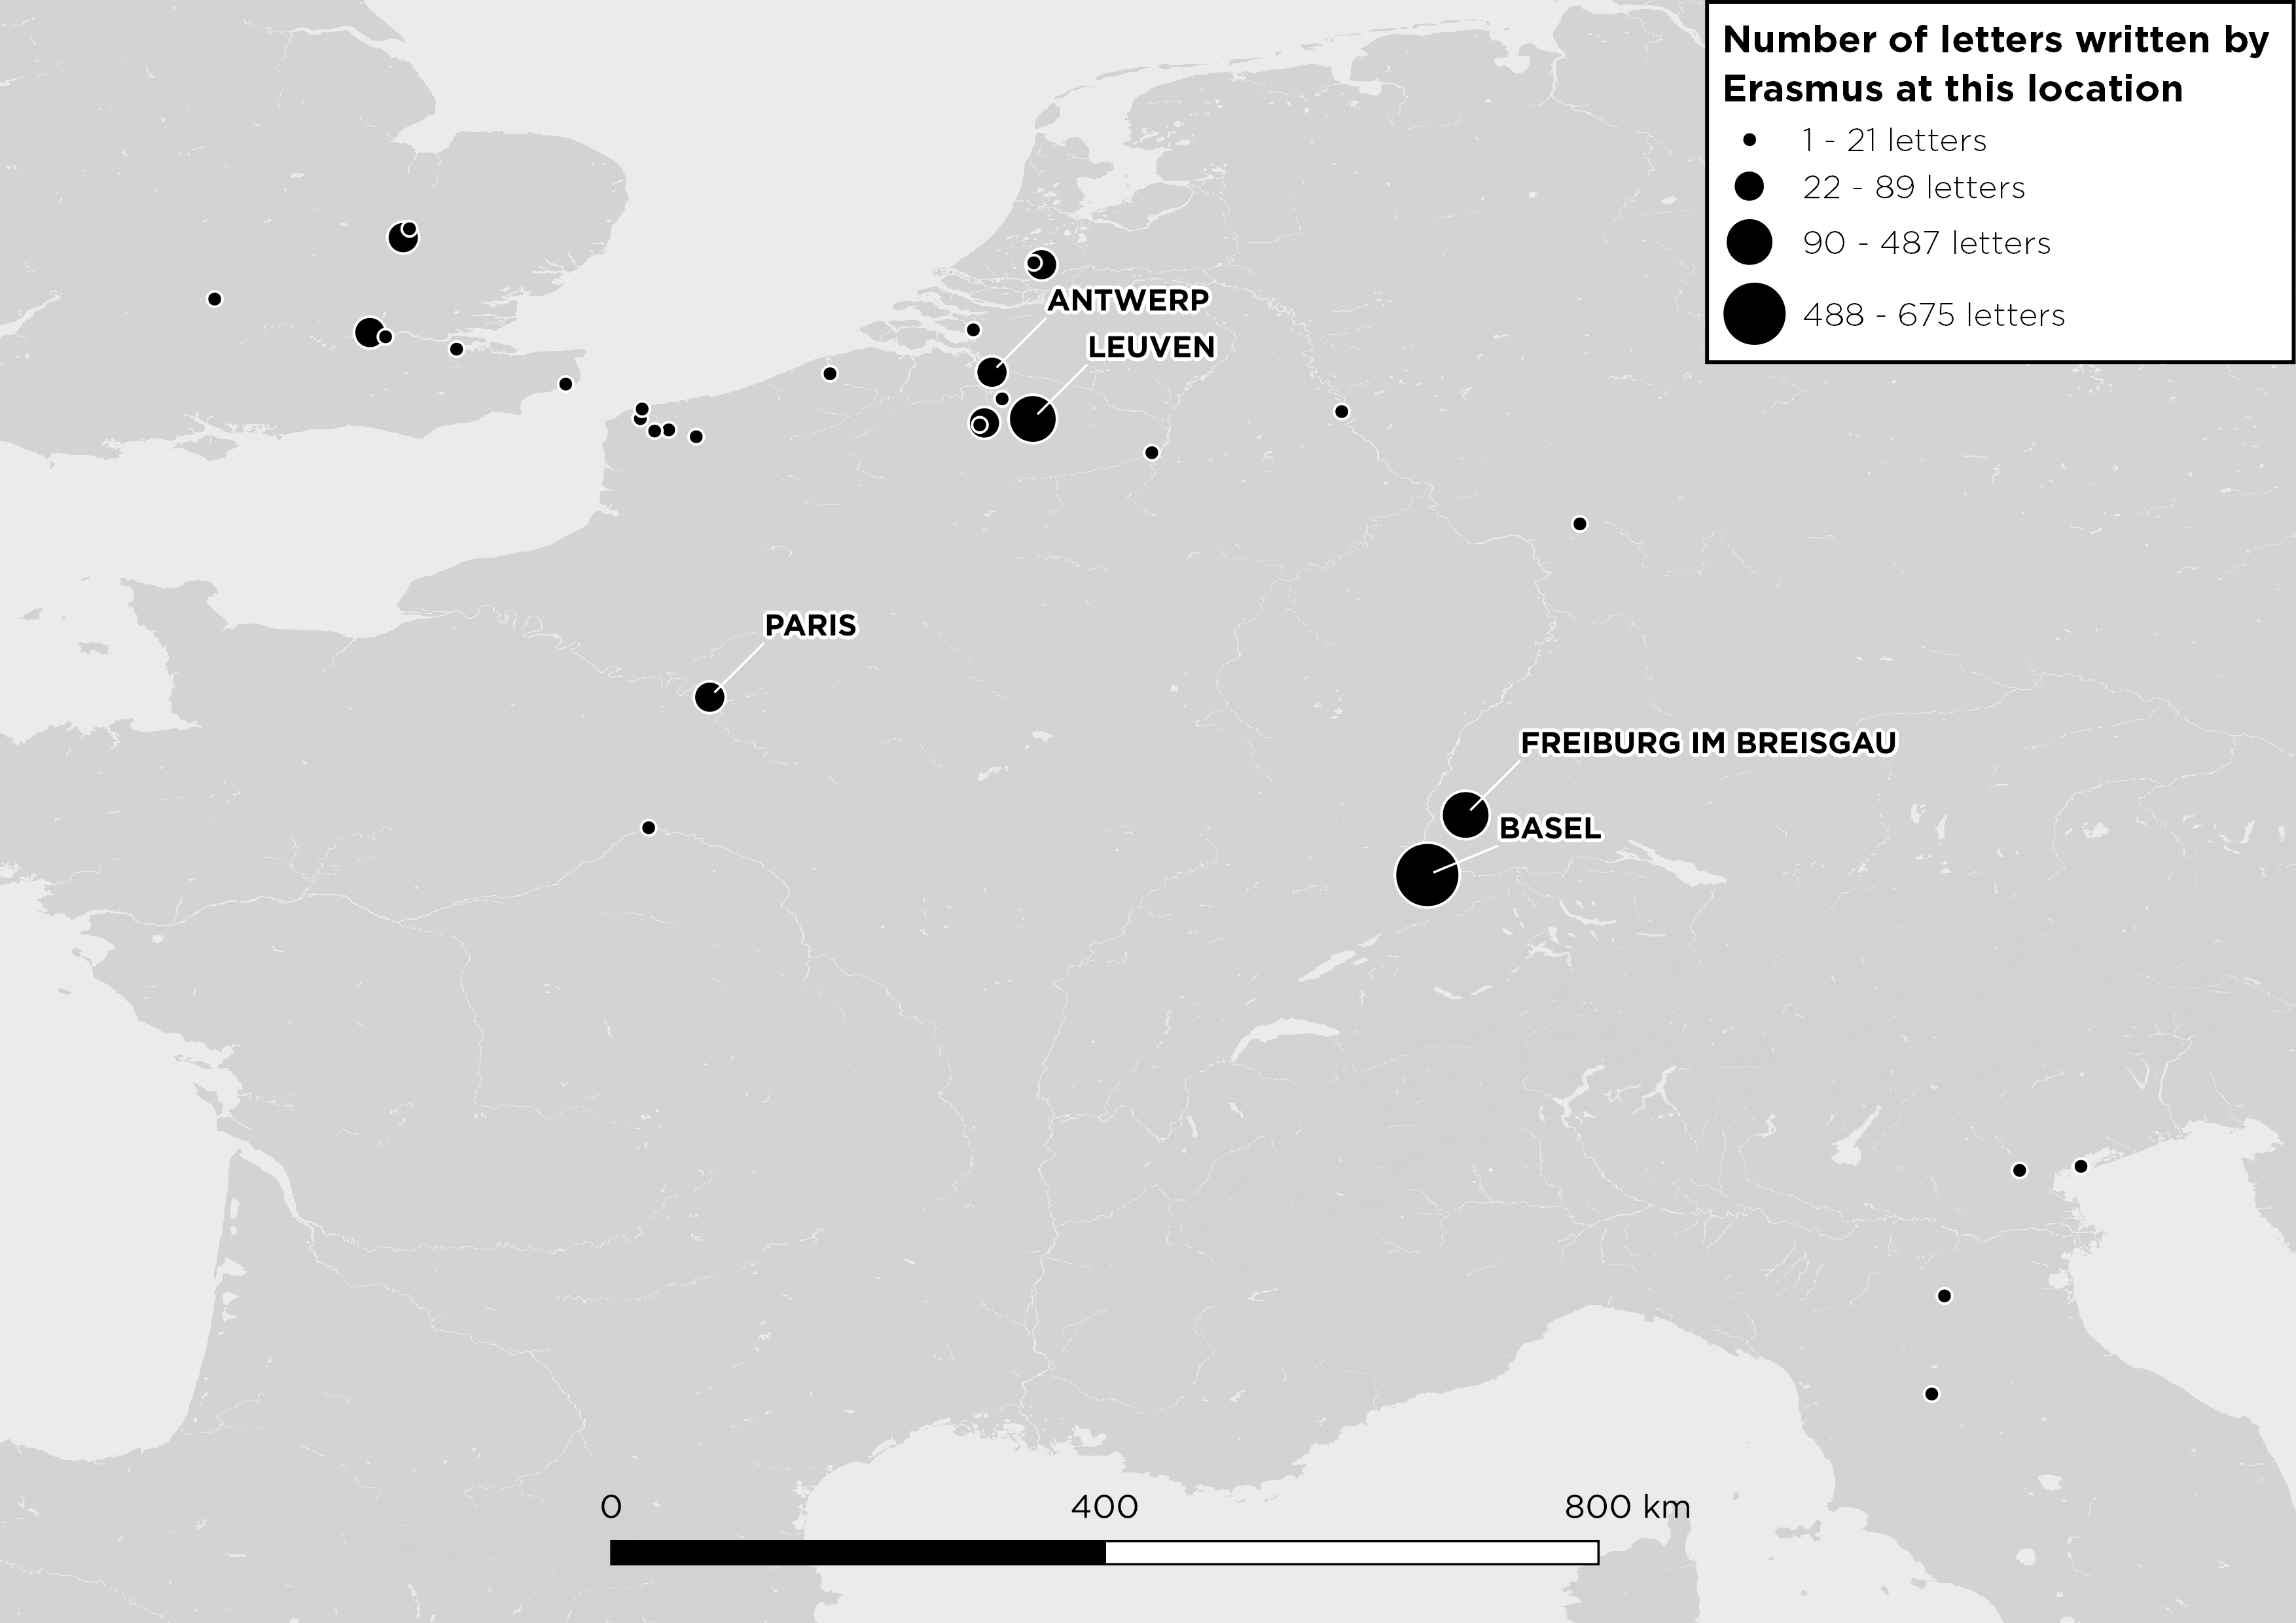 Number of letters written by
Erasmus at this location
1 - 21 letters
22 - 89 letters
90 - 487 letters
488 - 675 letters
ANTWERP
LEUVEN
PARIS
FREIBURG IM BREISGAU
BASEL
0 400 800 km